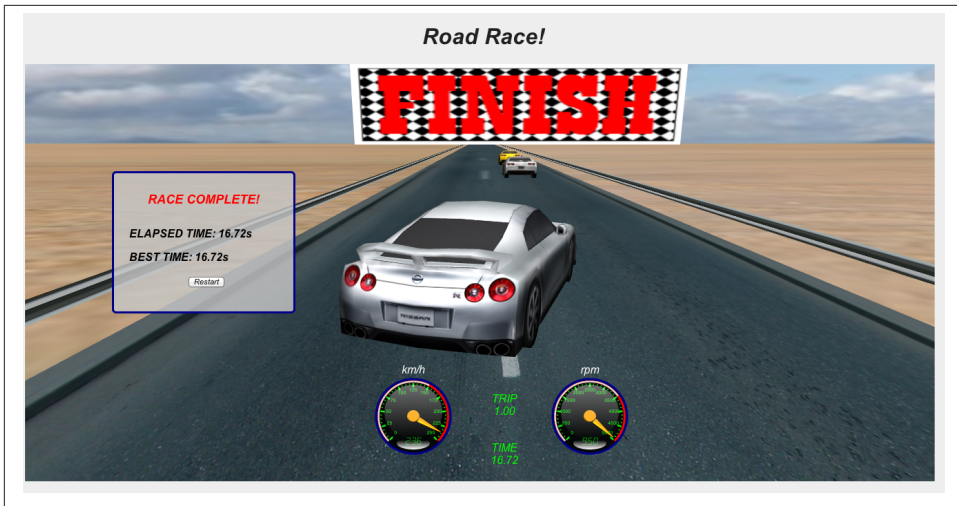 Road Race!
FINISH
RACE COMPLETE!
ELAPSED TIME: 16.72s
BEST TIME: 16.72s
Restart
NISSAN
km/h
rpm
TRIP
1.00
TIME
16.72
236